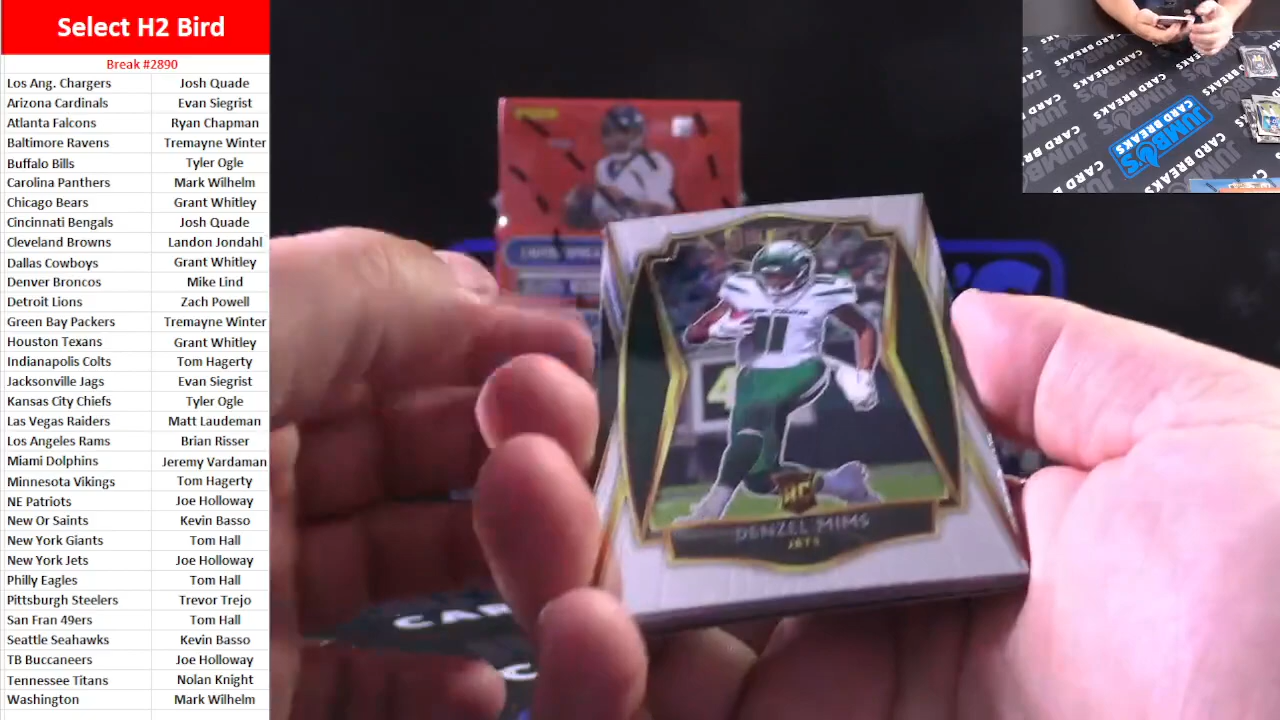 Select H2 Bird
Break #2890
Los Ang. Chargers Josh Quade
Arizona Cardinals Evan Siegrist
Atlanta Falcons Ryan Chapman
Baltimore Ravens Tremayne Winter
Buffalo Bills Tyler Ogle
Carolina Panthers Mark Wilhelm
Chicago Bears Grant Whitley
Cincinnati Bengals Josh Quade
Cleveland Browns Landon Jondahl
Dallas Cowboys Grant Whitley
Denver Broncos Mike Lind
Detroit Lions Zach Powell
Green Bay Packers Tremayne Winter
Houston Texans Grant Whitley
Indianapolis Colts Tom Hagerty
Jacksonville Jags Evan Siegrist
Kansas City Chiefs Tyler Ogle
Las Vegas Raiders Matt Laudeman
Los Angeles Rams Brian Risser
Miami Dolphins Jeremy Vardaman
Minnesota Vikings Tom Hagerty
NE Patriots Joe Holloway
New Or Saints Kevin Basso
New York Giants Tom Hall
New York Jets Joe Holloway
Philly Eagles Tom Hall
Pittsburgh Steelers Trevor Trejo
San Fran 49ers Tom Hall
Seattle Seahawks Kevin Basso
TB Buccaneers Joe Holloway
Tennessee Titans Nolan Knight
Washington Mark Wilhelm
11
RC
DENZEL MIMS
JETS
JUMBO'S
CARD BREAKS